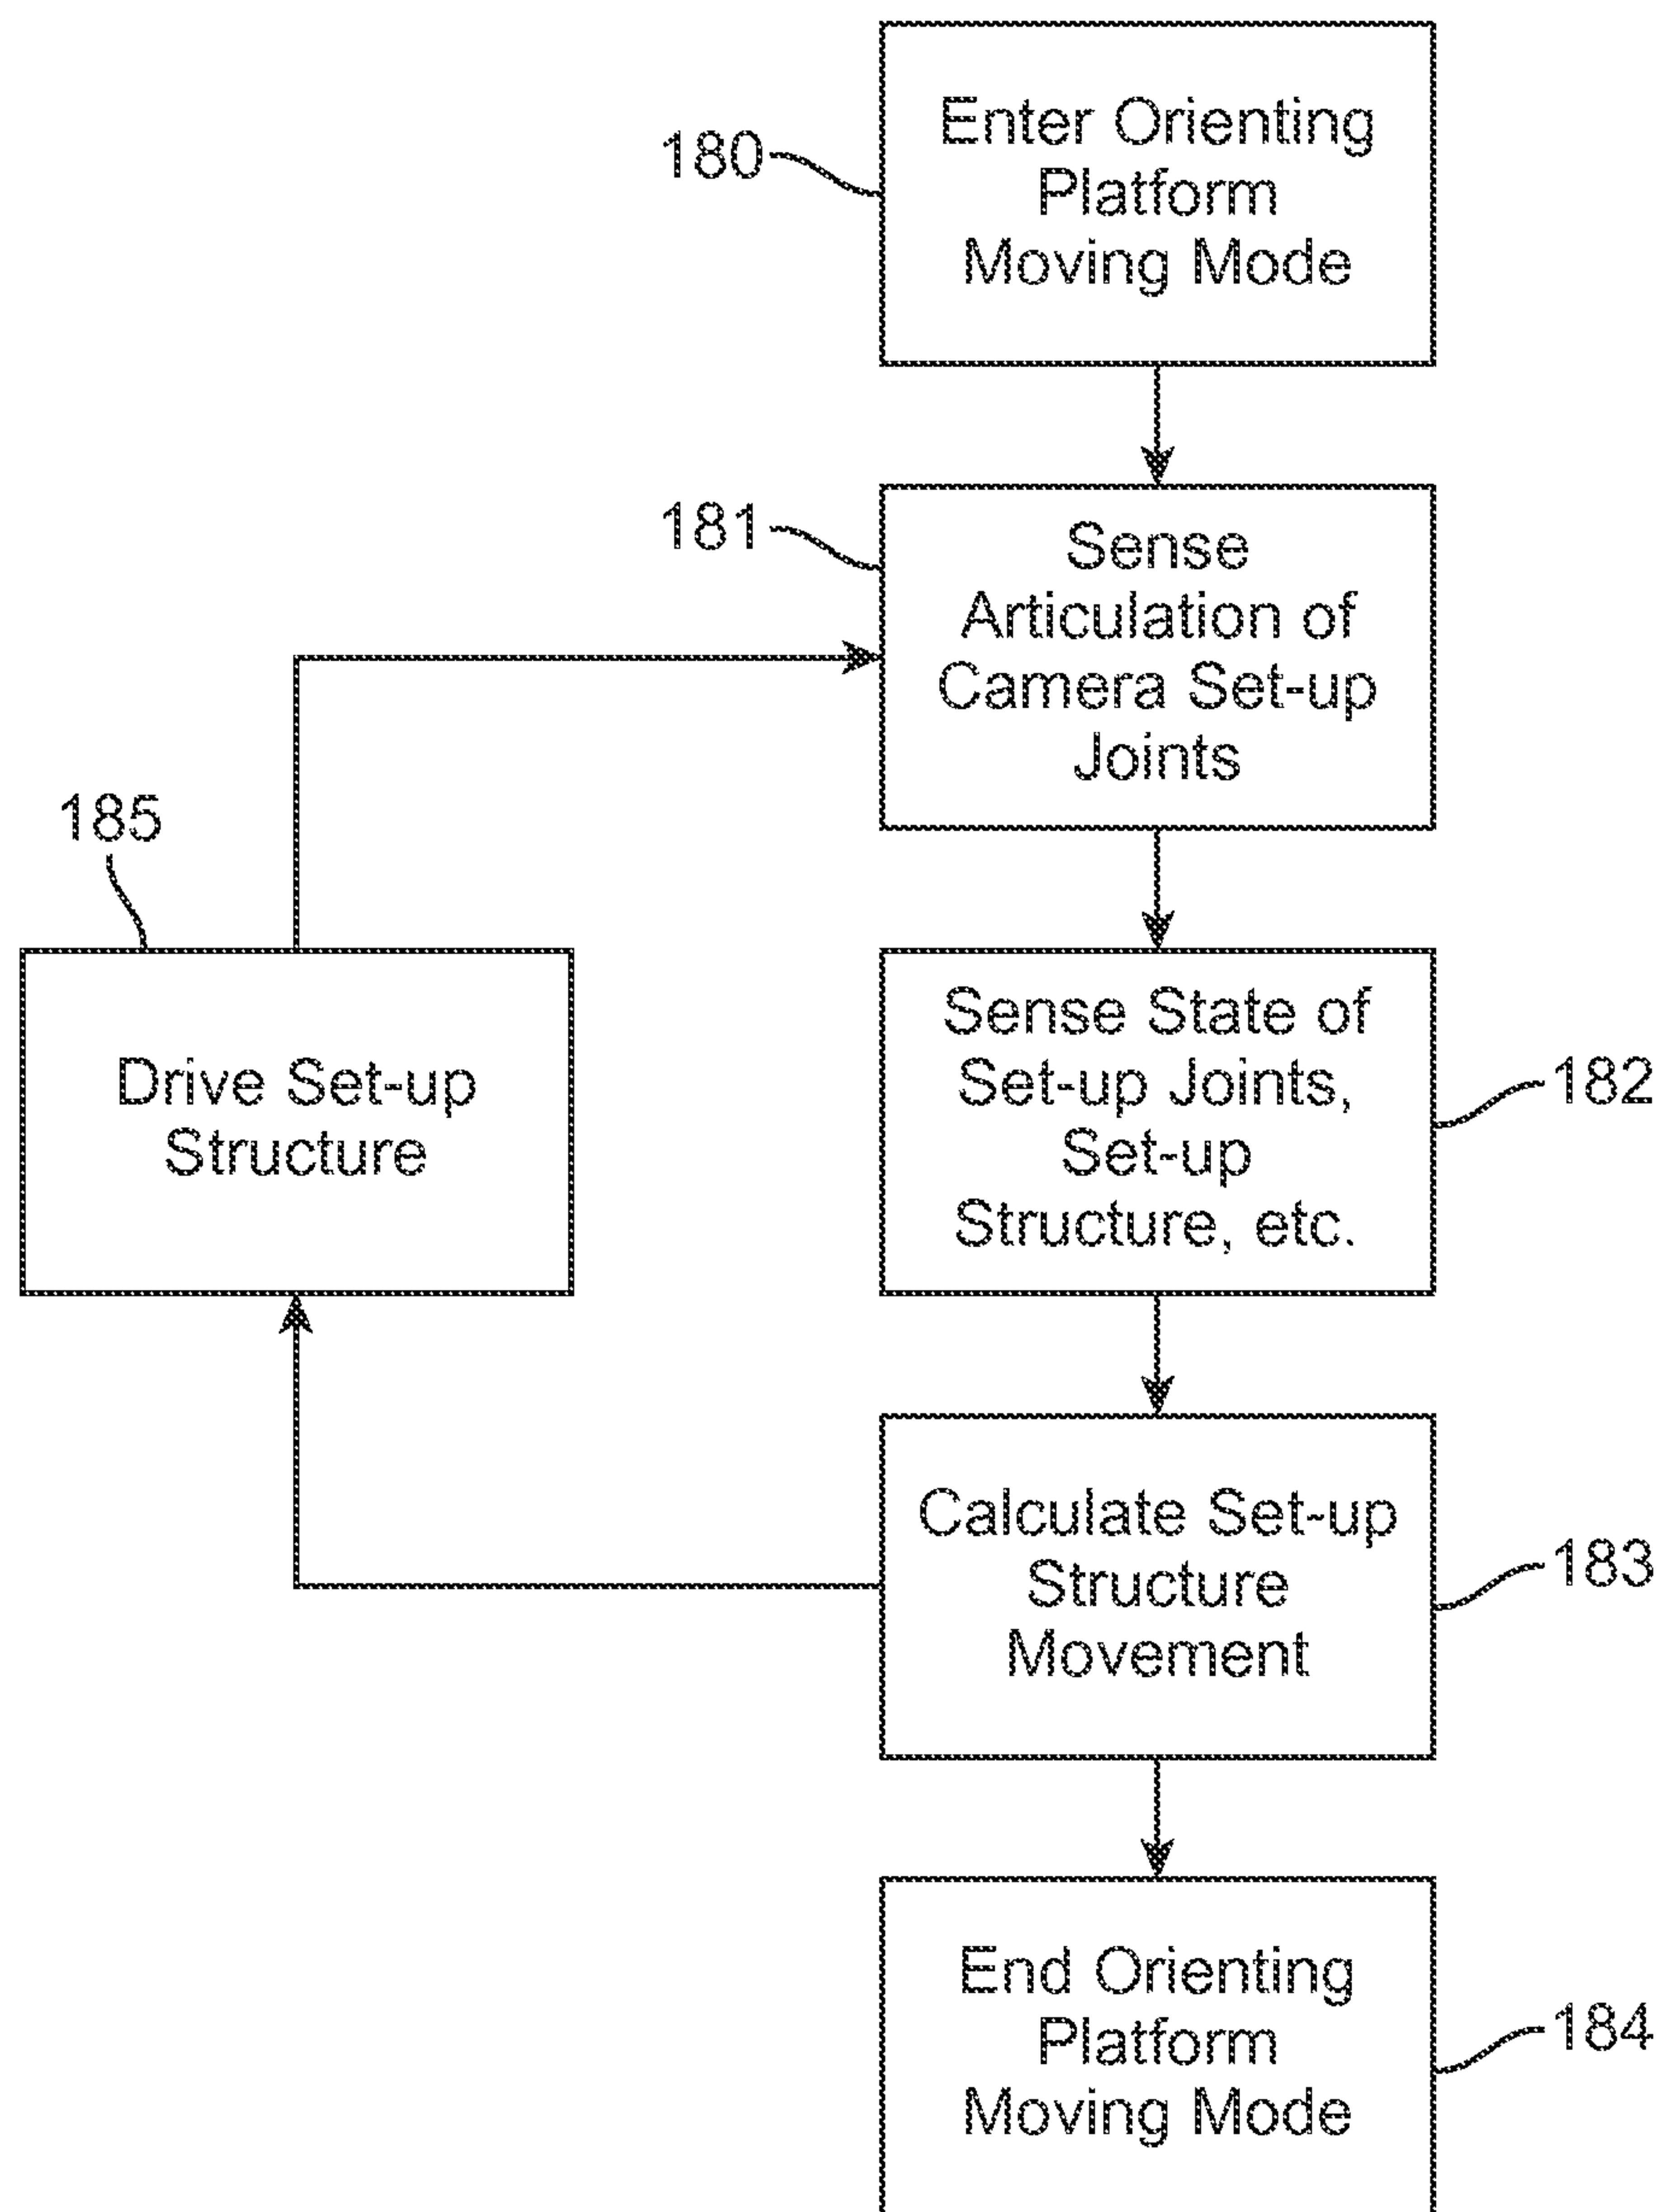 180
Enter Orienting
Platform
Moving Mode
181
Sense
Articulation of
Camera Set-up
Joints
185
Drive Set-up
Structure
Sense State of
Set-up Joints,
Set-up
Structure, etc.
182
Calculate Set-up
Structure
Movement
183
End Orienting
Platform
Moving Mode
184